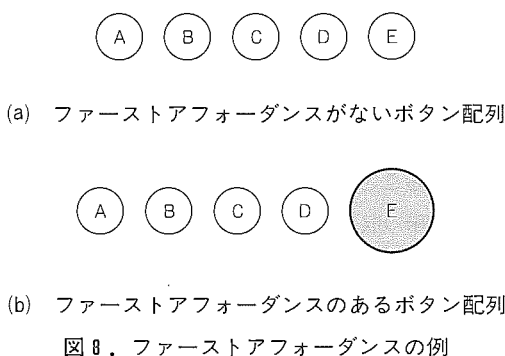 A B C D E
(a) ファーストアフォーダンスがないボタン配列
A B C D E
(b) ファーストアフォーダンスのあるボタン配列
図8．ファーストアフォーダンスの例